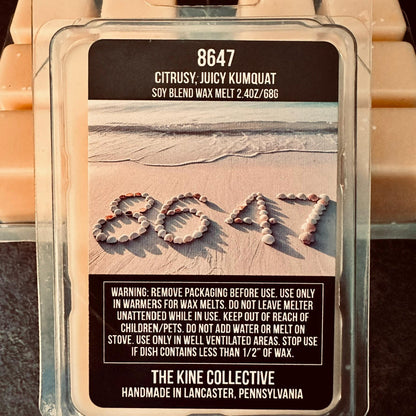 8647
CITRUSY, JUICY KUMQUAT
SOY BLEND WAX MELT 2.4OZ/68G
8647
WARNING: REMOVE PACKAGING BEFORE USE. USE ONLY
IN WARMERS FOR WAX MELTS. DO NOT LEAVE MELTER
UNATTENDED WHILE IN USE. KEEP OUT OF REACH OF
CHILDREN/PETS. DO NOT ADD WATER OR MELT ON
STOVE. USE ONLY IN WELL VENTILATED AREAS. STOP USE
IF DISH CONTAINS LESS THAN 1/2" OF WAX.
THE KINE COLLECTIVE
HANDMADE IN LANCASTER, PENNSYLVANIA